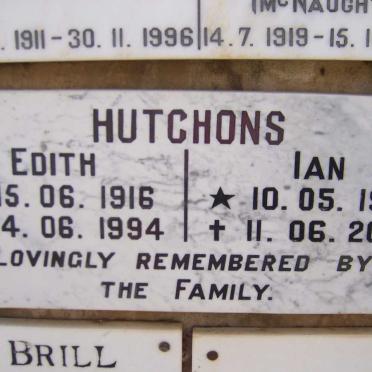 (McNAUGHT
. 1911 - 30. 11. 1996 14. 7. 1919 - 15. 1
HUTCHONS
EDITH IAN
15. 06. 1916 ★ 10. 05. 19
4. 06. 1994 ✝ 11. 06. 20
LOVINGLY REMEMBERED BY
THE FAMILY.
BRILL